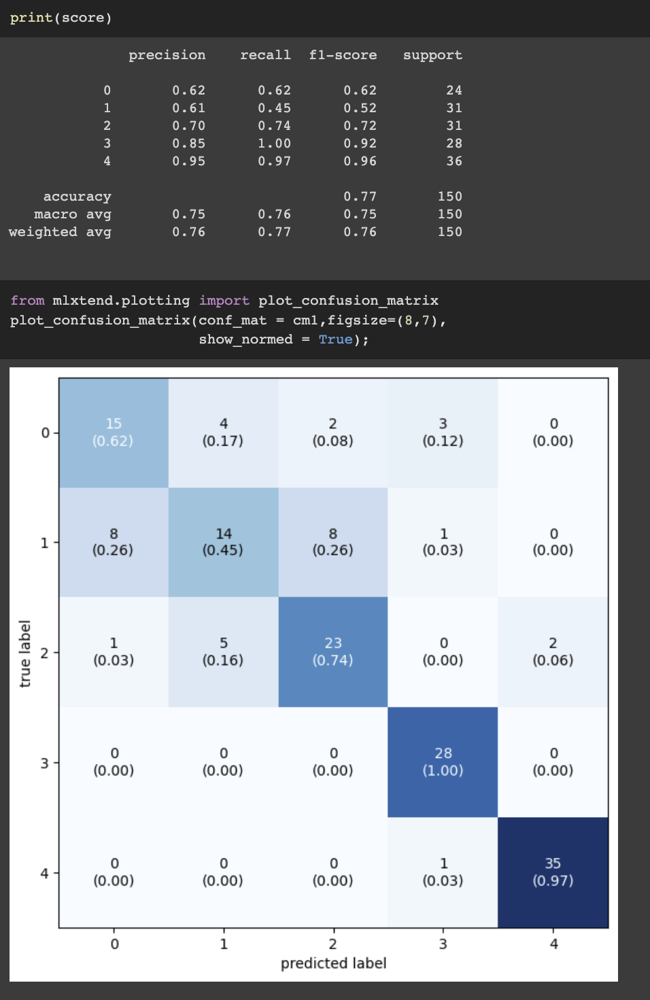 print(score)
precision recall f1-score support
0 0.62 0.62 0.62 24
1 0.61 0.45 0.52 31
2 0.70 0.74 0.72 31
3 0.85 1.00 0.92 28
4 0.95 0.97 0.96 36
accuracy 0.77 150
macro avg 0.75 0.76 0.75 150
weighted avg 0.76 0.77 0.76 150
from mlxtend.plotting import plot_confusion_matrix
plot_confusion_matrix(conf_mat = cm1,figsize=(8,7),
show_normed = True);
15 4 2 3 0
0 (0.62) (0.17) (0.08) (0.12) (0.00)
8 14 8 1 0
1 (0.26) (0.45) (0.26) (0.03) (0.00)
1 5 23 0 2
2 (0.03) (0.16) (0.74) (0.00) (0.06)
true label
0 0 0 28 0
3 (0.00) (0.00) (0.00) (1.00) (0.00)
0 0 0 1 35
4 (0.00) (0.00) (0.00) (0.03) (0.97)
0 1 2 3 4
predicted label